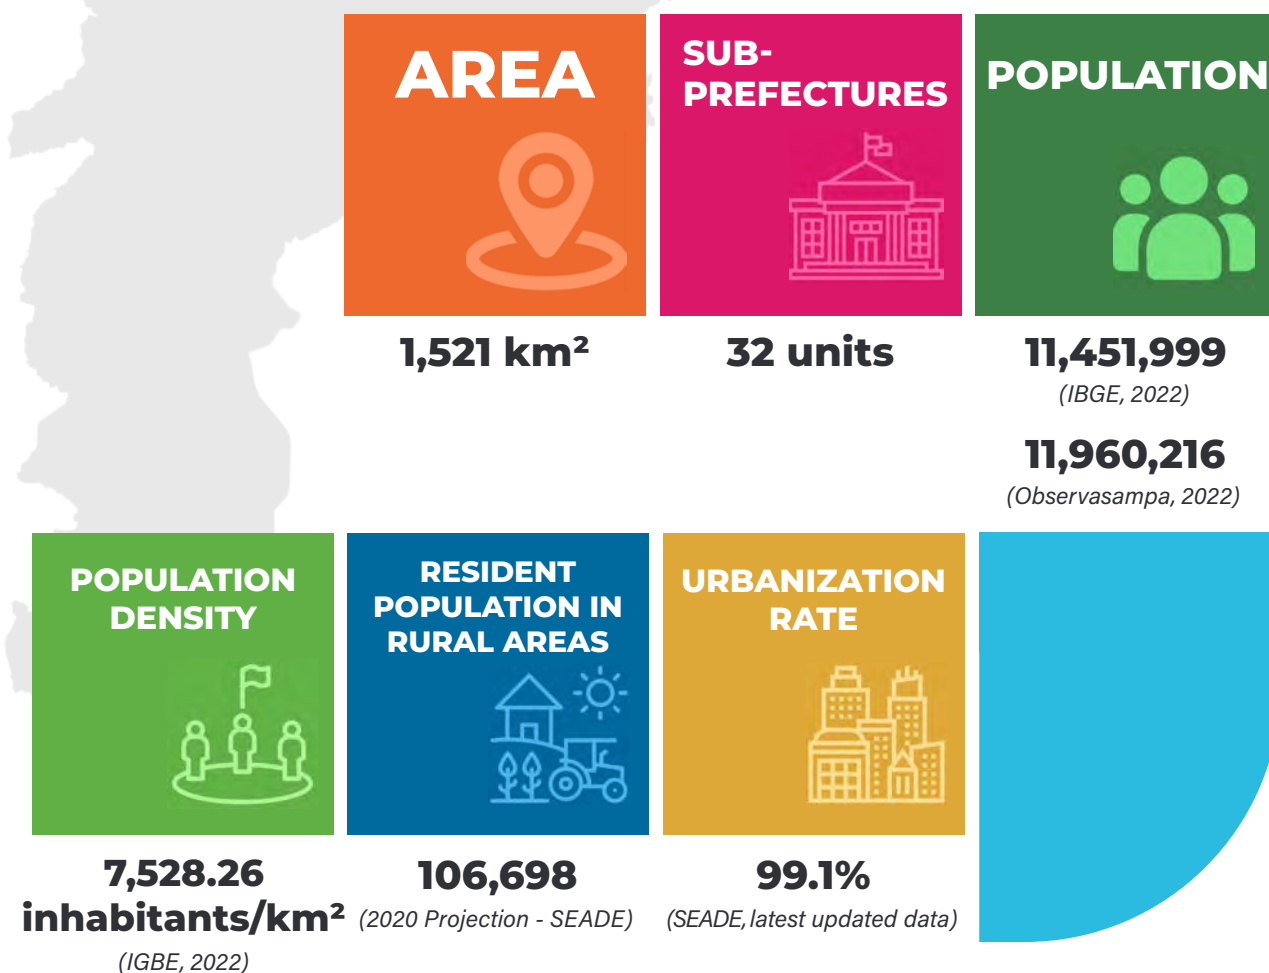 AREA
SUB-
PREFECTURES
POPULATION
1,521 km²
32 units
11,451,999
(IBGE, 2022)
11,960,216
(Observasampa, 2022)
POPULATION
DENSITY
RESIDENT
POPULATION IN
RURAL AREAS
URBANIZATION
RATE
7,528.26
inhabitants/km²
(IGBE, 2022)
106,698
(2020 Projection - SEADE)
99.1%
(SEADE, latest updated data)